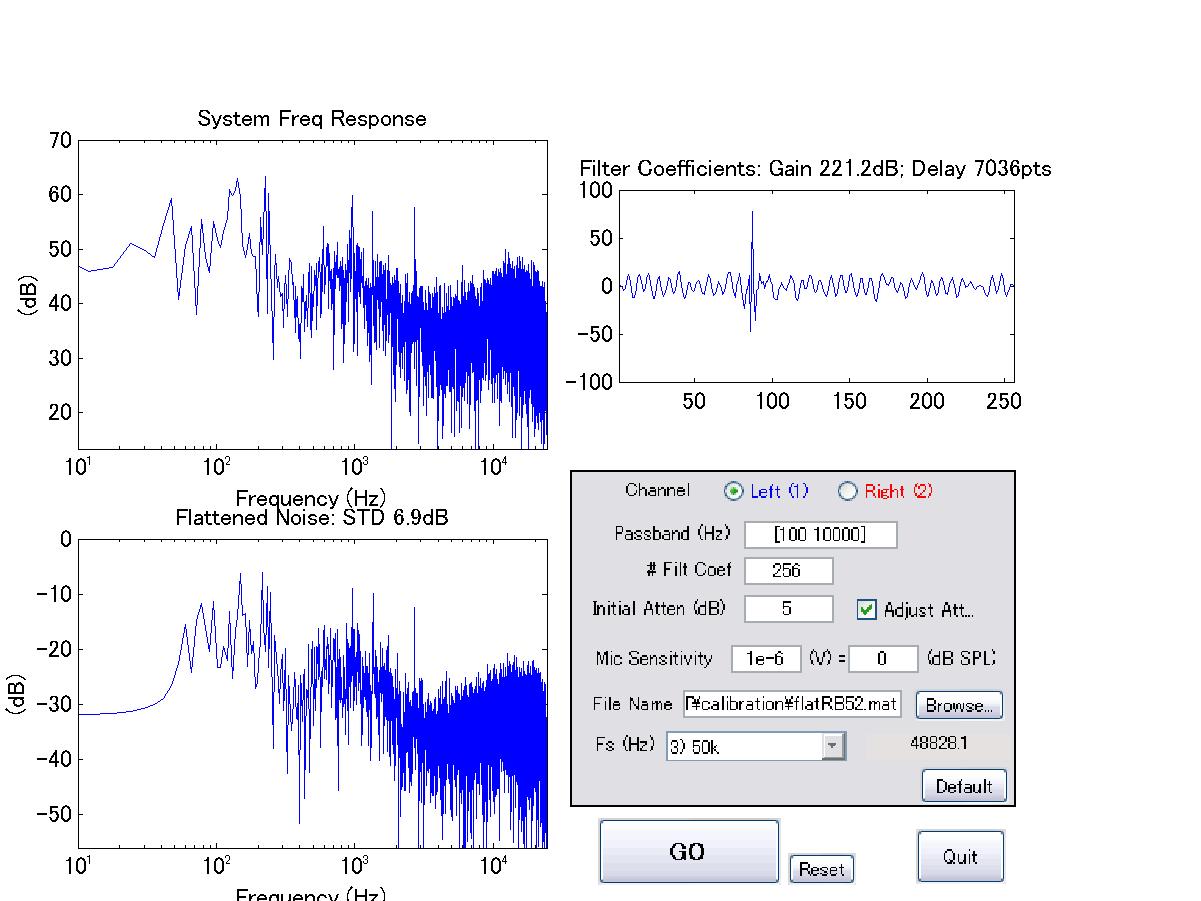 System Freq Response
70
60
50
40
30
20
(dB)
10¹ 10² 10³ 10⁴
Frequency (Hz)
Flattened Noise: STD 6.9dB
0
-10
-20
-30
-40
-50
(dB)
10¹ 10² 10³ 10⁴
Frequency (Hz)
Filter Coefficients: Gain 221.2dB; Delay 7036pts
100
50
0
-50
-100
50 100 150 200 250
Channel Left (1) Right (2)
Passband (Hz) [100 10000]
# Filt Coef 256
Initial Atten (dB) 5 Adjust Att...
Mic Sensitivity 1e-6 (V) = 0 (dB SPL)
File Name ¥calibration¥flatRB52.mat Browse...
Fs (Hz) 3) 50k 48828.1
Default
GO Reset Quit